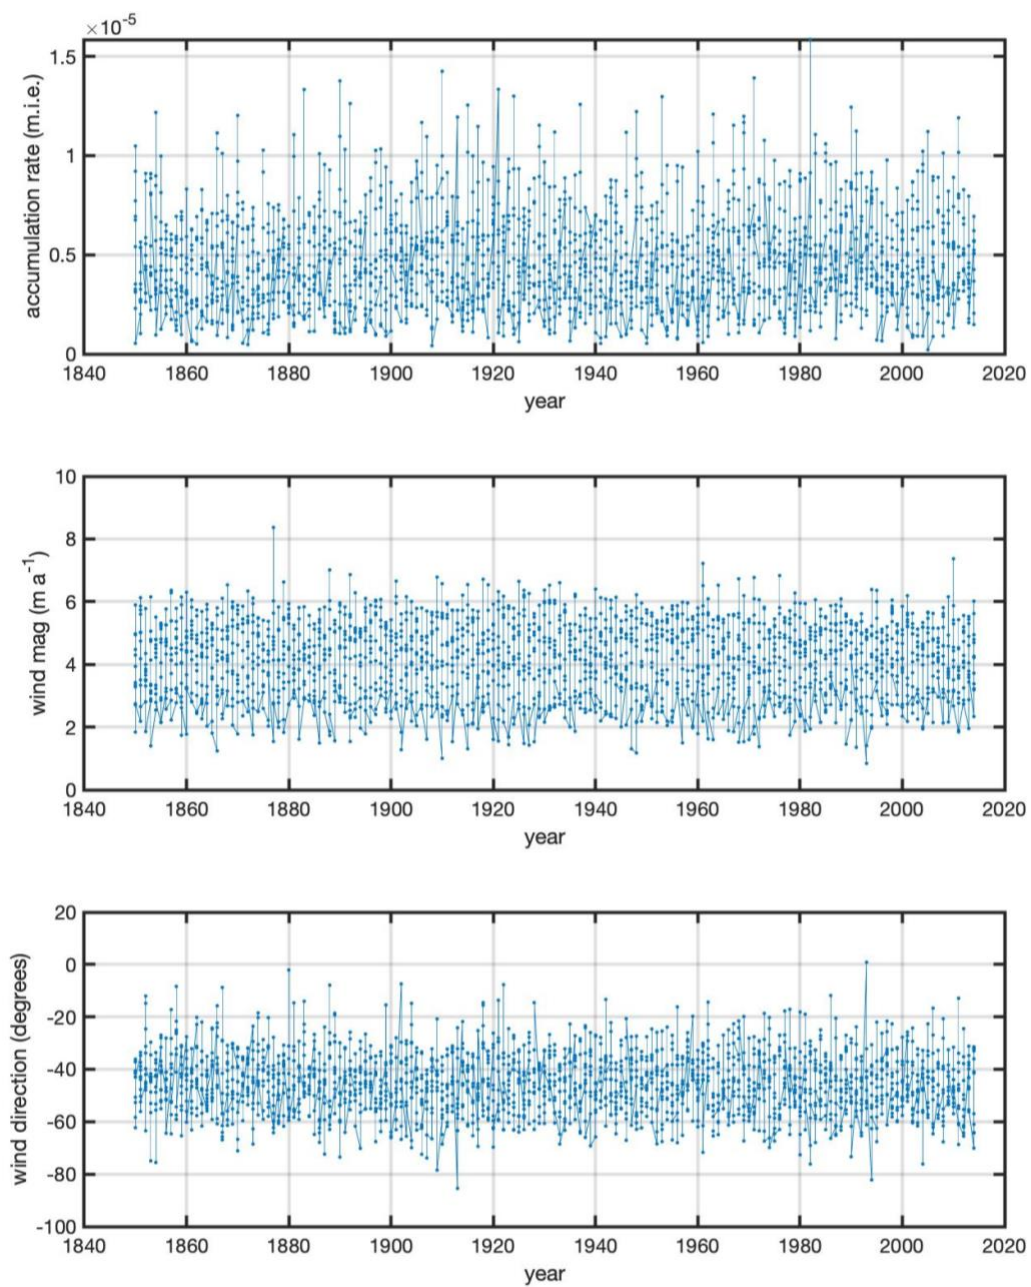 ×10⁻⁵
accumulation rate (m.i.e.)
1.5
1
0.5
0
1840 1860 1880 1900 1920 1940 1960 1980 2000 2020
year
wind mag (m a⁻¹)
10
8
6
4
2
0
1840 1860 1880 1900 1920 1940 1960 1980 2000 2020
year
wind direction (degrees)
20
0
-20
-40
-60
-80
-100
1840 1860 1880 1900 1920 1940 1960 1980 2000 2020
year